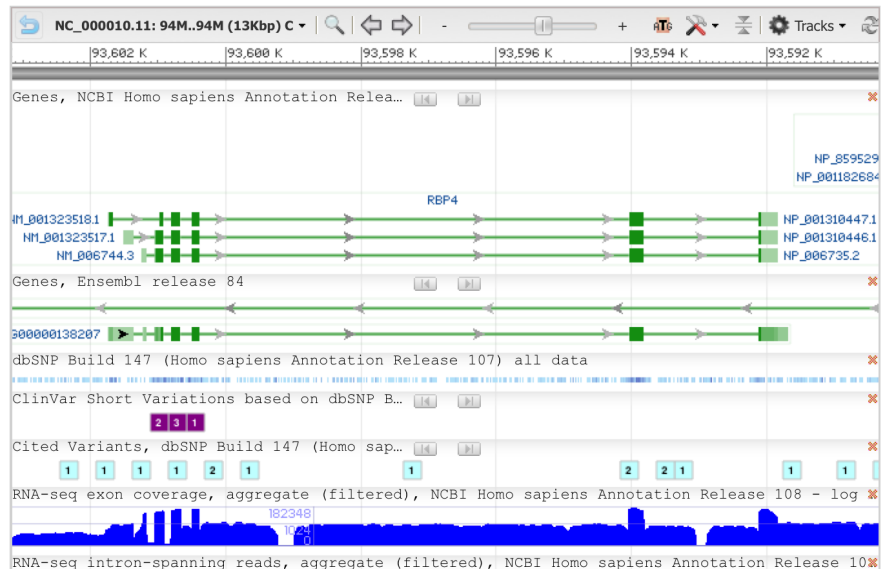 NC_000010.11: 94M..94M (13Kbp) C
- + ATG Tracks
93,602 K 93,600 K 93,598 K 93,596 K 93,594 K 93,592 K
Genes, NCBI Homo sapiens Annotation Relea…
NP_859529
NP_001182684
RBP4
NM_001323518.1 NP_001310447.1
NM_001323517.1 NP_001310446.1
NM_006744.3 NP_006735.2
Genes, Ensembl release 84
G00000138207
dbSNP Build 147 (Homo sapiens Annotation Release 107) all data
ClinVar Short Variations based on dbSNP B…
2 3 1
Cited Variants, dbSNP Build 147 (Homo sap…
1 1 1 1 2 1 1 2 2 1 1 1
RNA-seq exon coverage, aggregate (filtered), NCBI Homo sapiens Annotation Release 108 - log
182348
1024
0
RNA-seq intron-spanning reads, aggregate (filtered), NCBI Homo sapiens Annotation Release 10